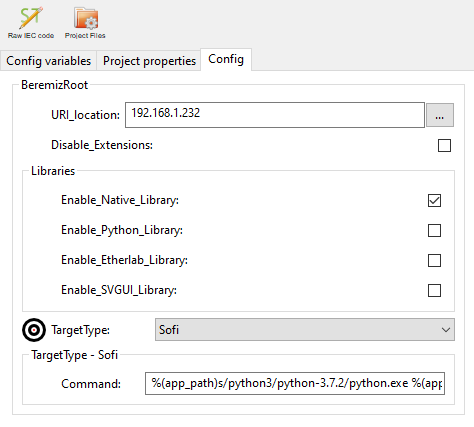 Raw IEC code Project Files
Config variables Project properties Config
BeremizRoot
URI_location: 192.168.1.232 ...
Disable_Extensions:
Libraries
Enable_Native_Library:
Enable_Python_Library:
Enable_Etherlab_Library:
Enable_SVGUI_Library:
TargetType: Sofi
TargetType - Sofi
Command: %(app_path)s/python3/python-3.7.2/python.exe %(app